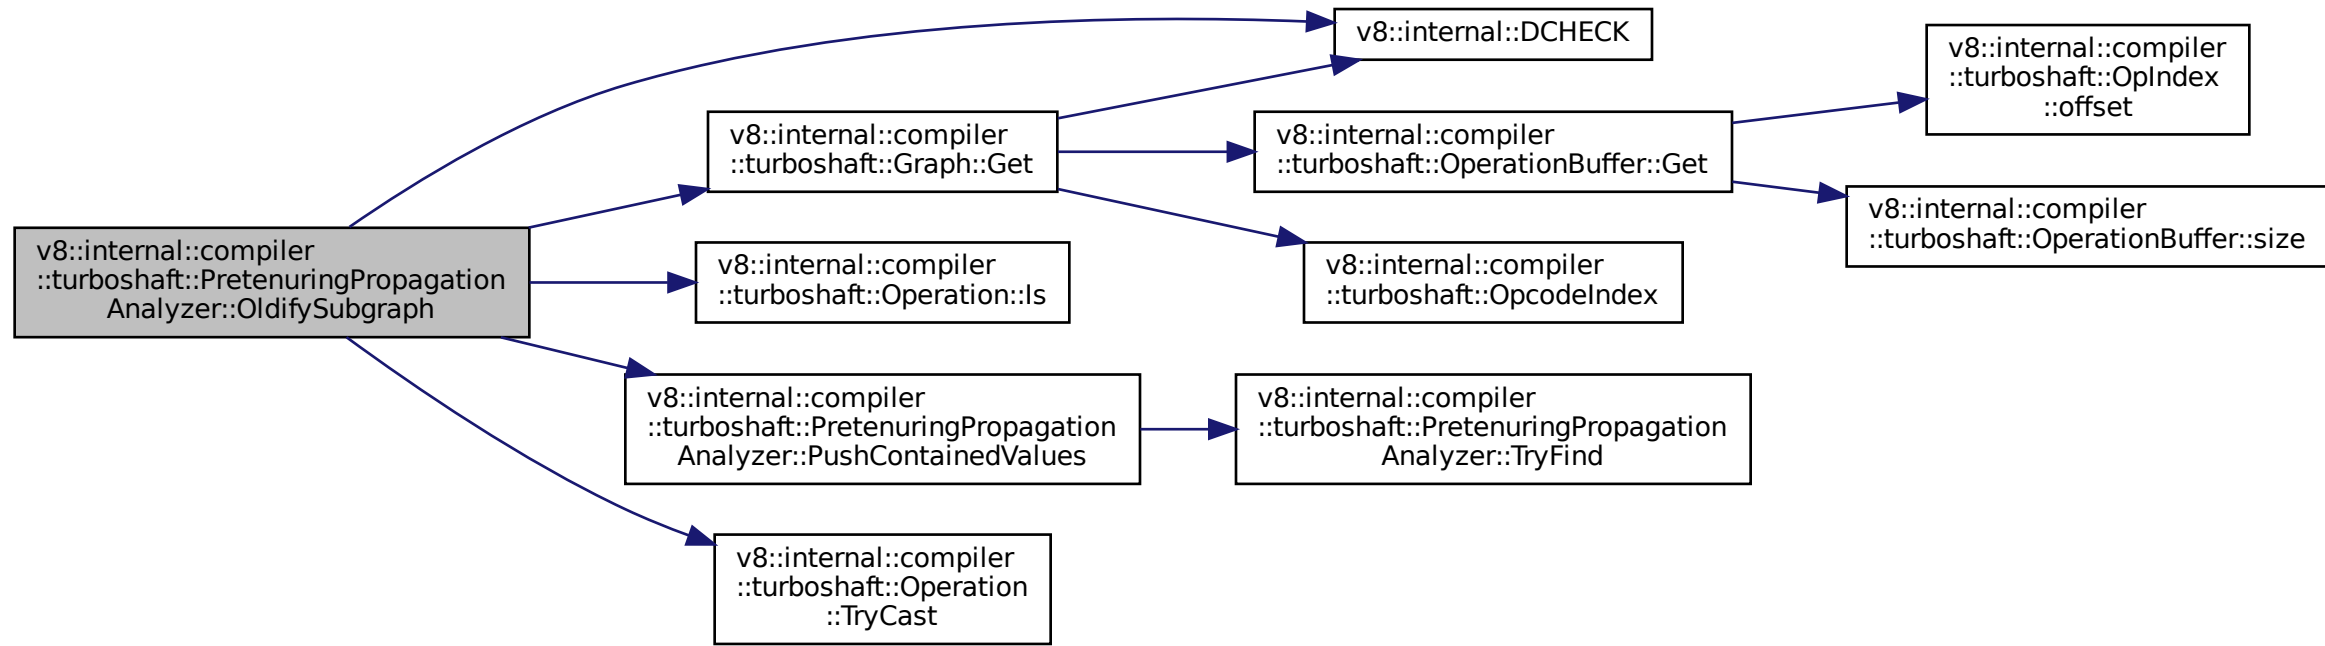 v8::internal::compiler
::turboshaft::PretenuringPropagation
Analyzer::OldifySubgraph
v8::internal::DCHECK
v8::internal::compiler
::turboshaft::Graph::Get
v8::internal::compiler
::turboshaft::OperationBuffer::Get
v8::internal::compiler
::turboshaft::OpIndex
::offset
v8::internal::compiler
::turboshaft::OperationBuffer::size
v8::internal::compiler
::turboshaft::OpcodeIndex
v8::internal::compiler
::turboshaft::Operation::Is
v8::internal::compiler
::turboshaft::PretenuringPropagation
Analyzer::PushContainedValues
v8::internal::compiler
::turboshaft::PretenuringPropagation
Analyzer::TryFind
v8::internal::compiler
::turboshaft::Operation
::TryCast